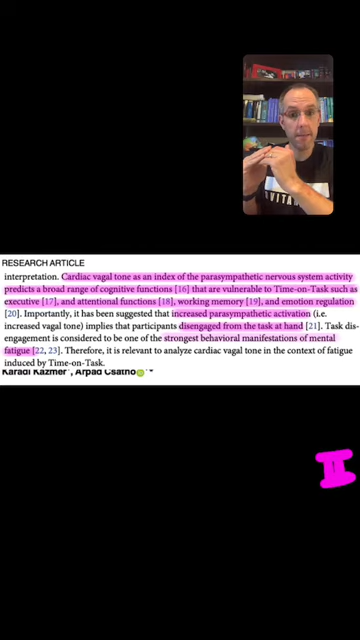 RESEARCH ARTICLE
interpretation. Cardiac vagal tone as an index of the parasympathetic nervous system activity
predicts a broad range of cognitive functions [16] that are vulnerable to Time-on-Task such as
executive [17], and attentional functions [18], working memory [19], and emotion regulation
[20]. Importantly, it has been suggested that increased parasympathetic activation (i.e.
increased vagal tone) implies that participants disengaged from the task at hand [21]. Task dis-
engagement is considered to be one of the strongest behavioral manifestations of mental
fatigue [22, 23]. Therefore, it is relevant to analyze cardiac vagal tone in the context of fatigue
induced by Time-on-Task.
Karadi Kazmer, Arpad Csatho
II